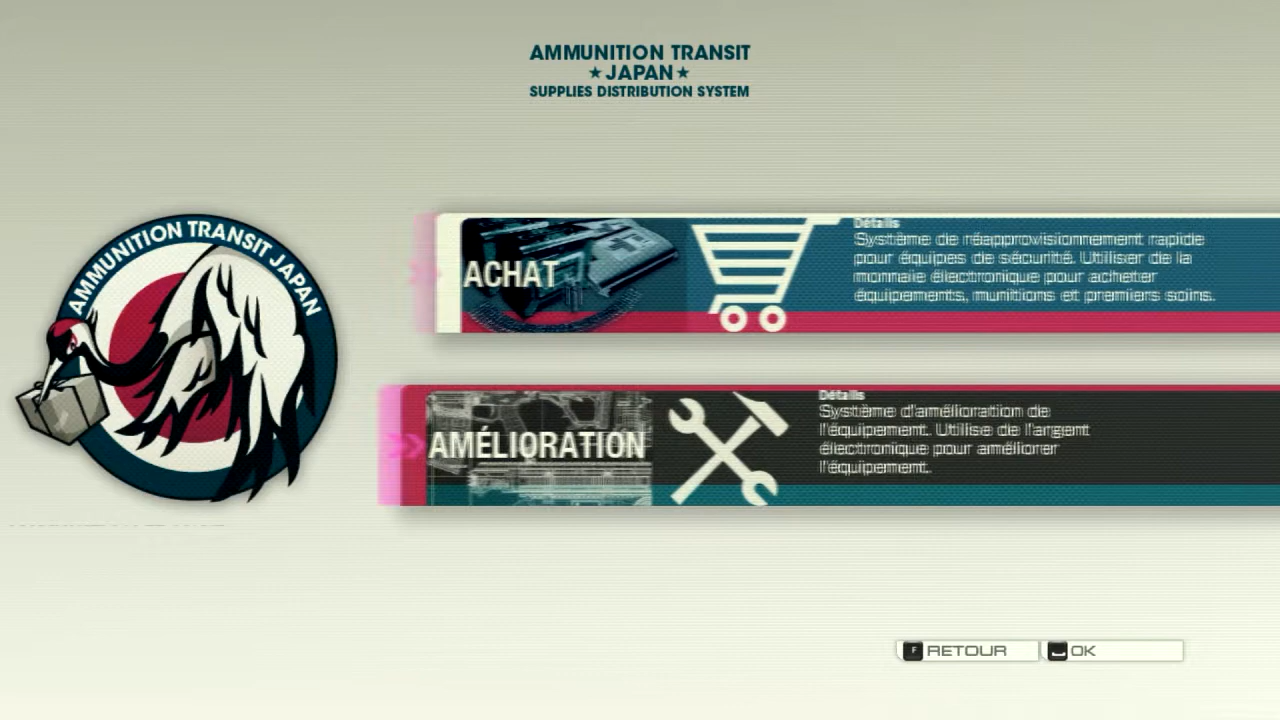 AMMUNITION TRANSIT
★JAPAN★
SUPPLIES DISTRIBUTION SYSTEM
AMMUNITION TRANSIT JAPAN
ACHAT
Détails
Système de réapprovisionnement rapide
pour équipes de sécurité. Utiliser de la
monnaie électronique pour acheter
équipements, munitions et premiers soins.
AMÉLIORATION
Détails
Système d'amélioration de
l'équipement. Utilise de l'argent
électronique pour améliorer
l'équipement.
F RETOUR
OK